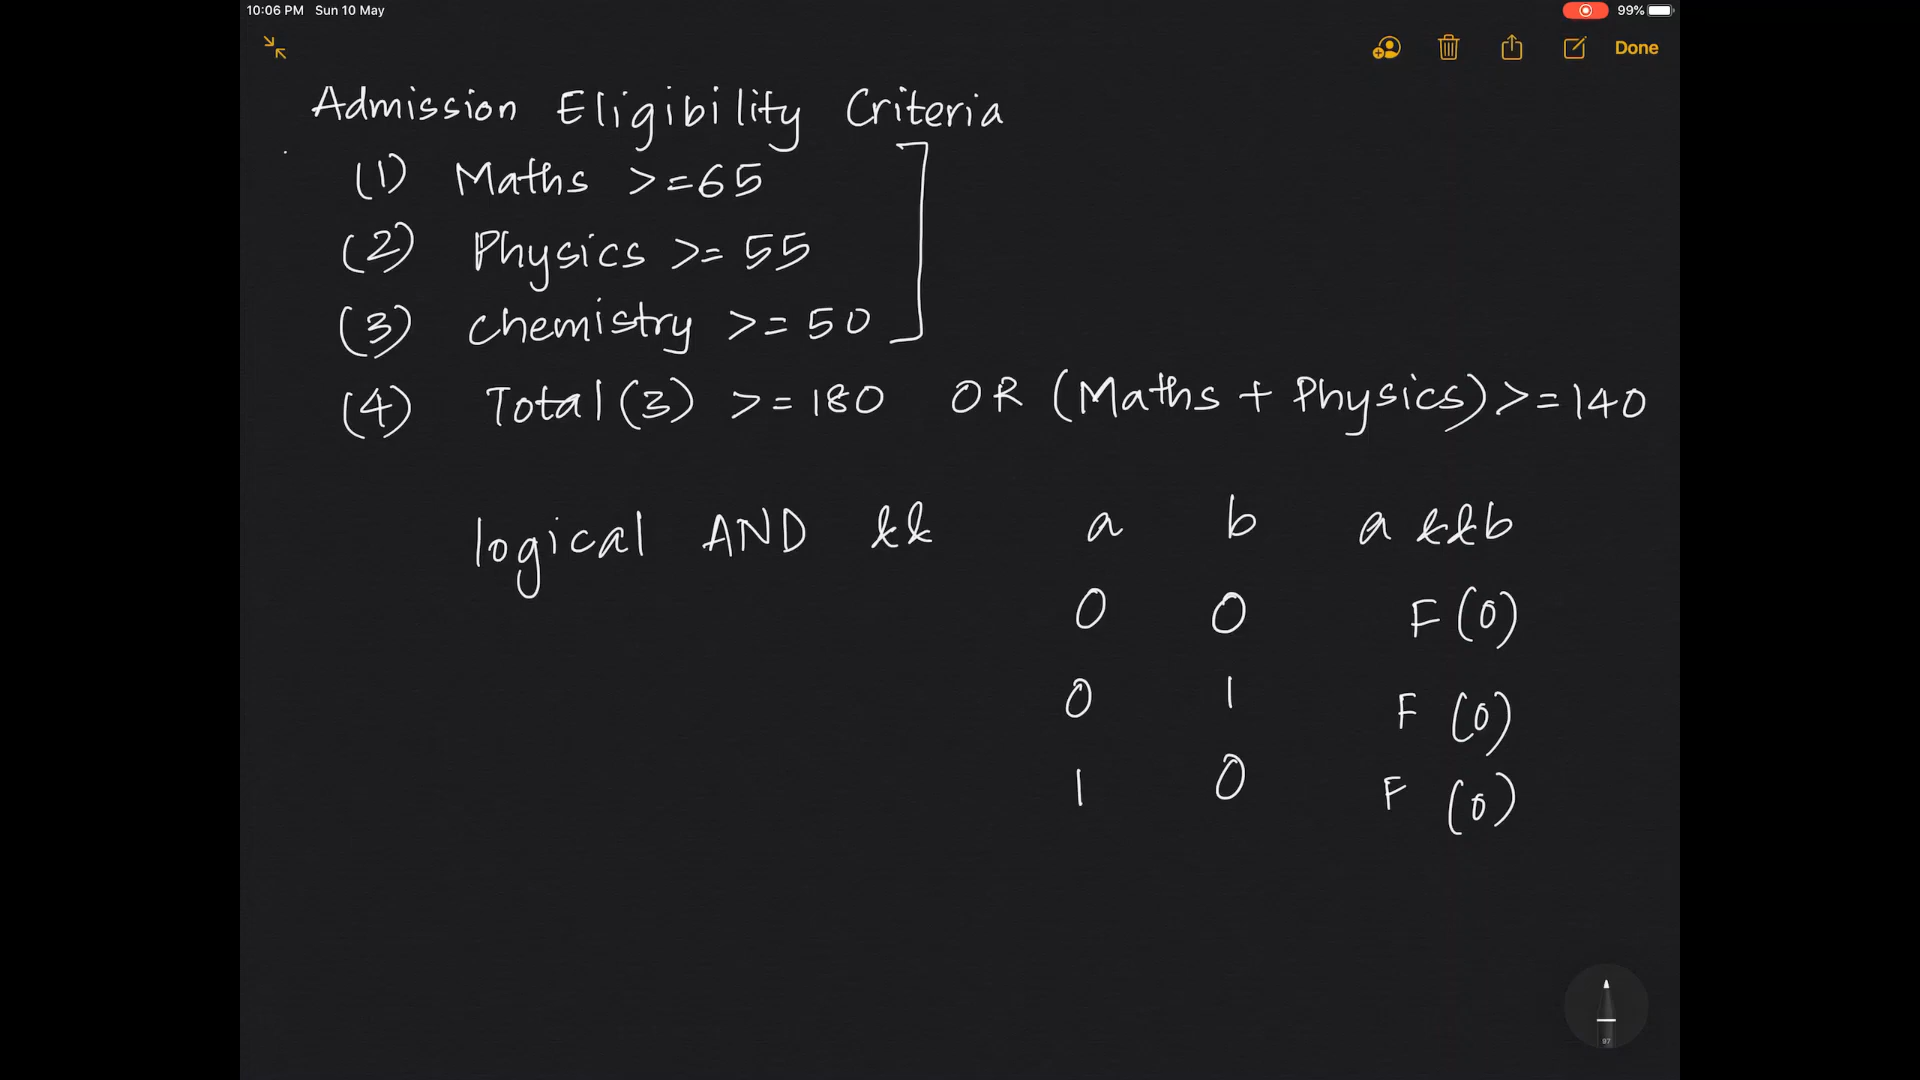 10:06 PM Sun 10 May 99%
Done
Admission Eligibility Criteria
(1) Maths >=65
(2) Physics >= 55
(3) Chemistry >= 50
(4) Total (3) >= 180 OR (Maths + Physics) >= 140
logical AND && a b a &&b
0 0 F (0)
0 1 F (0)
1 0 F (0)
97